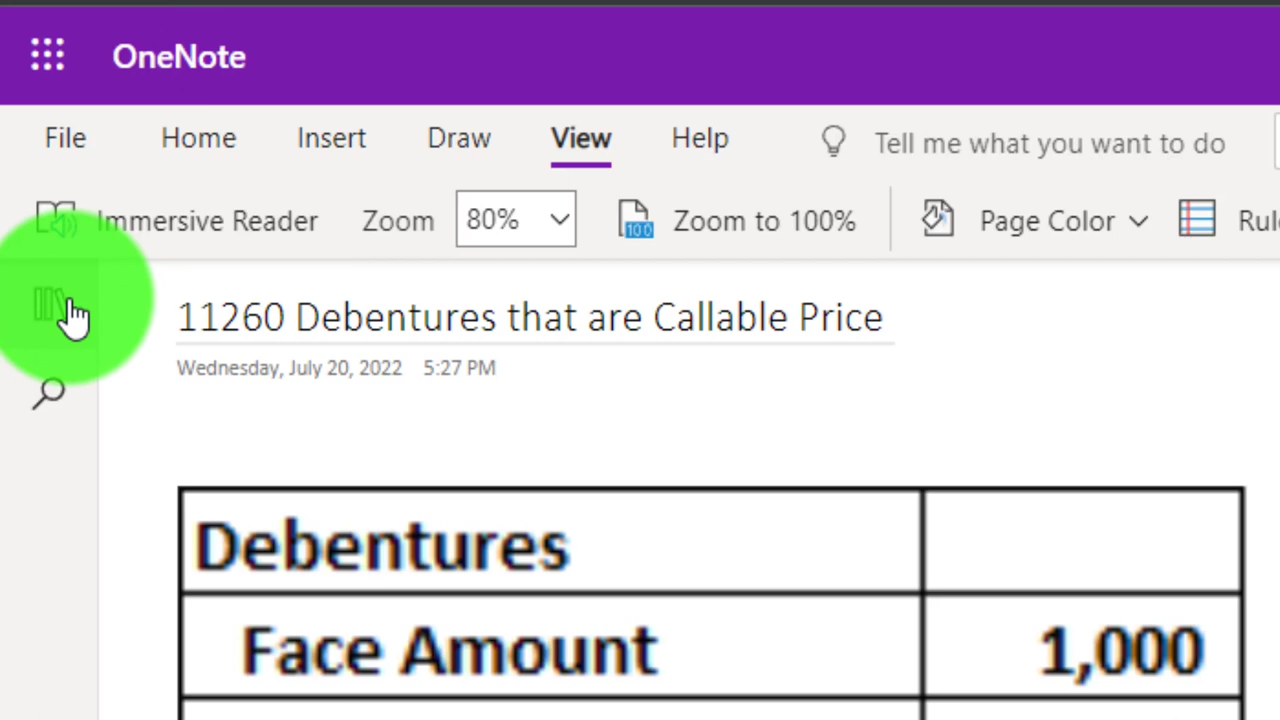 OneNote
File Home Insert Draw View Help Tell me what you want to do
Immersive Reader Zoom 80% Zoom to 100% Page Color
11260 Debentures that are Callable Price
Wednesday, July 20, 2022 5:27 PM
Debentures
Face Amount 1,000